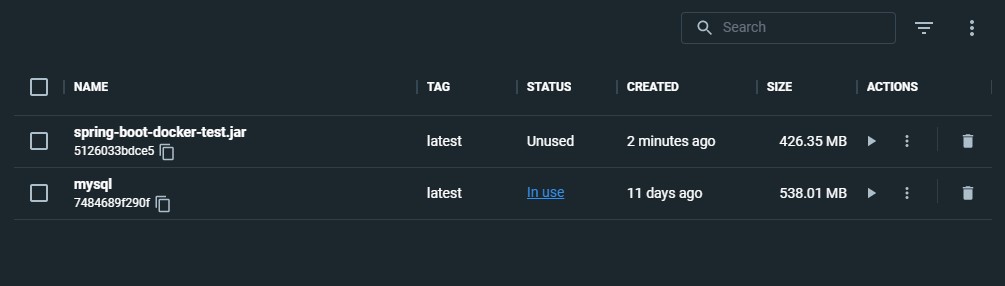 Search
NAME TAG STATUS CREATED SIZE ACTIONS
spring-boot-docker-test.jar
5126033bdce5
latest Unused 2 minutes ago 426.35 MB
mysql
7484689f290f
latest In use 11 days ago 538.01 MB